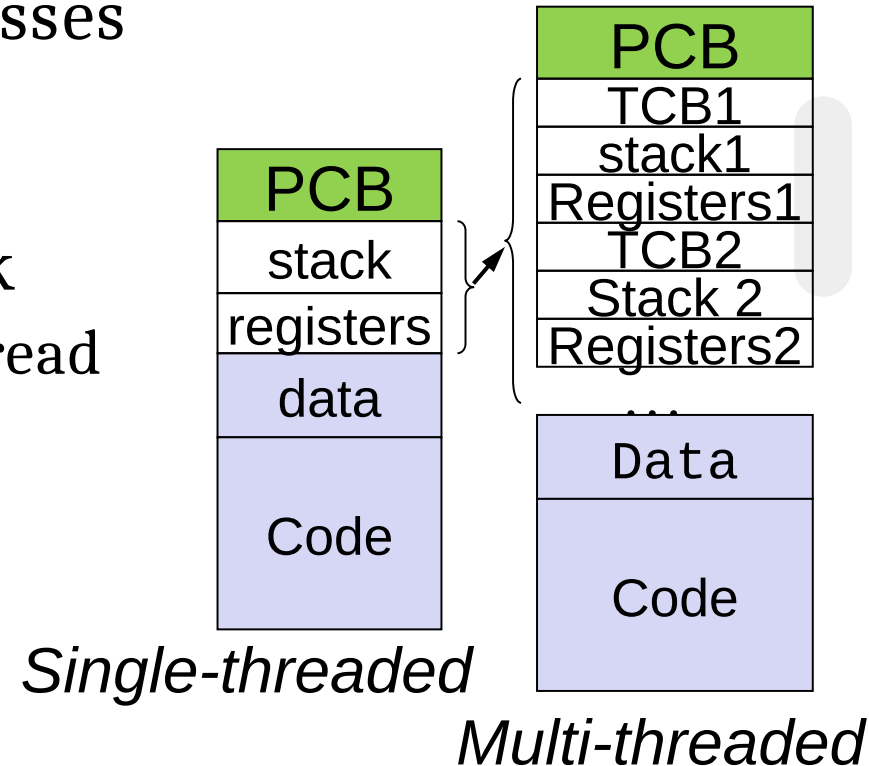 sses
k
read
PCB
stack
registers
data
Code
Single-threaded
PCB
TCB1
stack1
Registers1
TCB2
Stack 2
Registers2
...
Data
Code
Multi-threaded